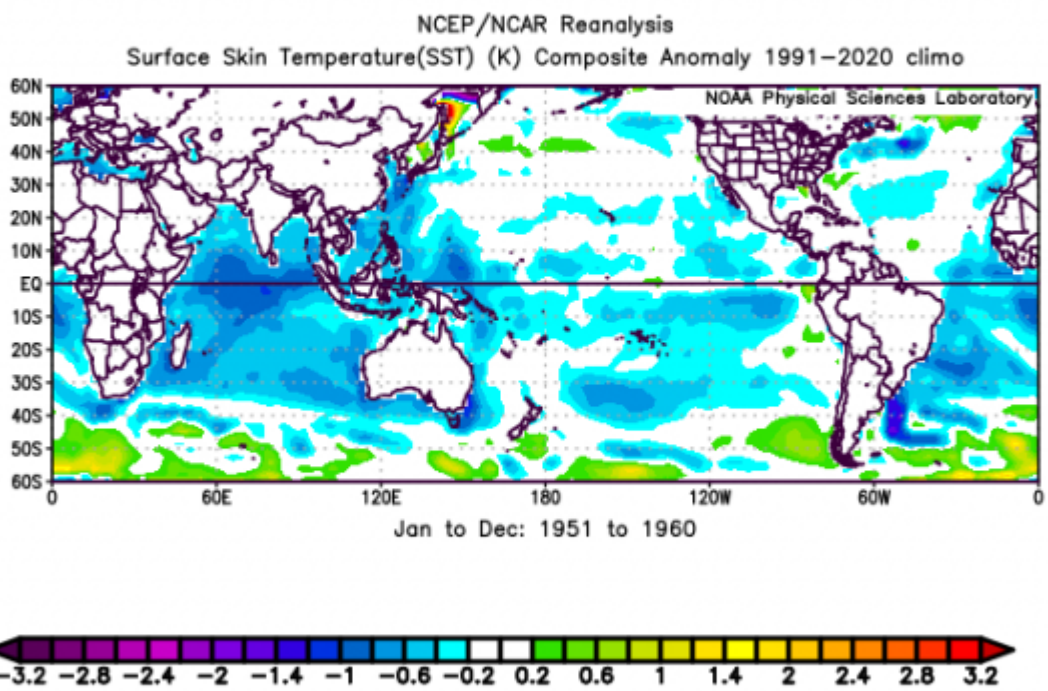 NCEP/NCAR Reanalysis
Surface Skin Temperature(SST) (K) Composite Anomaly 1991-2020 climo
60N
NOAA Physical Sciences Laboratory
50N
40N
30N
20N
10N
EQ
10S
20S
30S
40S
50S
60S
0 60E 120E 180 120W 60W 0
Jan to Dec: 1951 to 1960
-3.2 -2.8 -2.4 -2 -1.4 -1 -0.6 -0.2 0.2 0.6 1 1.4 2 2.4 2.8 3.2